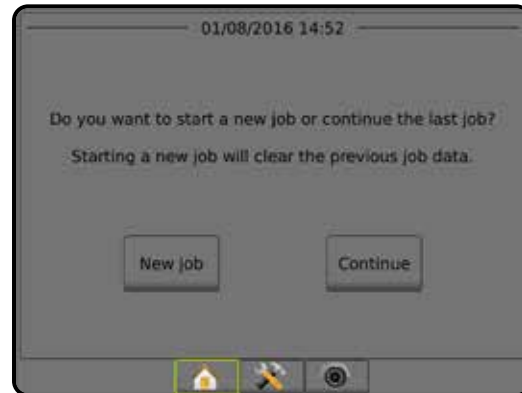 01/08/2016 14:52
Do you want to start a new job or continue the last job?
Starting a new job will clear the previous job data.
New job
Continue